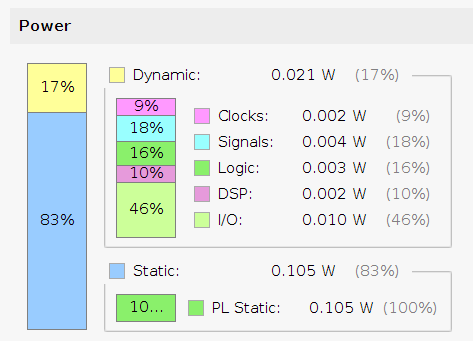 Power
17%
83%
Dynamic: 0.021 W (17%)
9%
18%
16%
10%
46%
Clocks: 0.002 W (9%)
Signals: 0.004 W (18%)
Logic: 0.003 W (16%)
DSP: 0.002 W (10%)
I/O: 0.010 W (46%)
Static: 0.105 W (83%)
10...
PL Static: 0.105 W (100%)